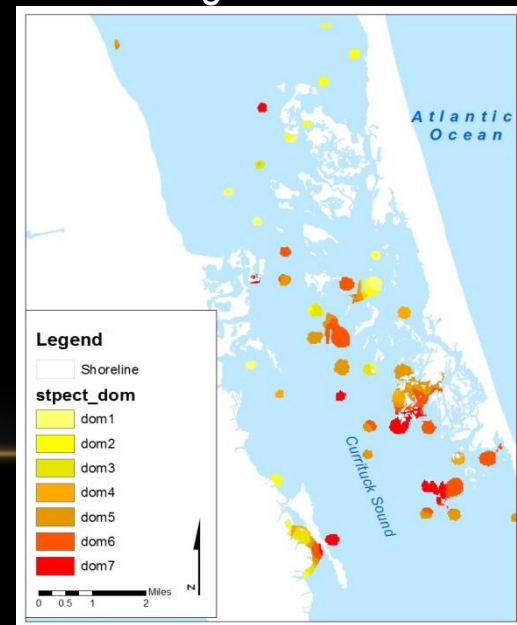 Atlantic
Ocean
Legend
Shoreline
stpect_dom
dom1
dom2
dom3
dom4
dom5
dom6
dom7
Currituck Sound
N
Miles
0 0.5 1 2